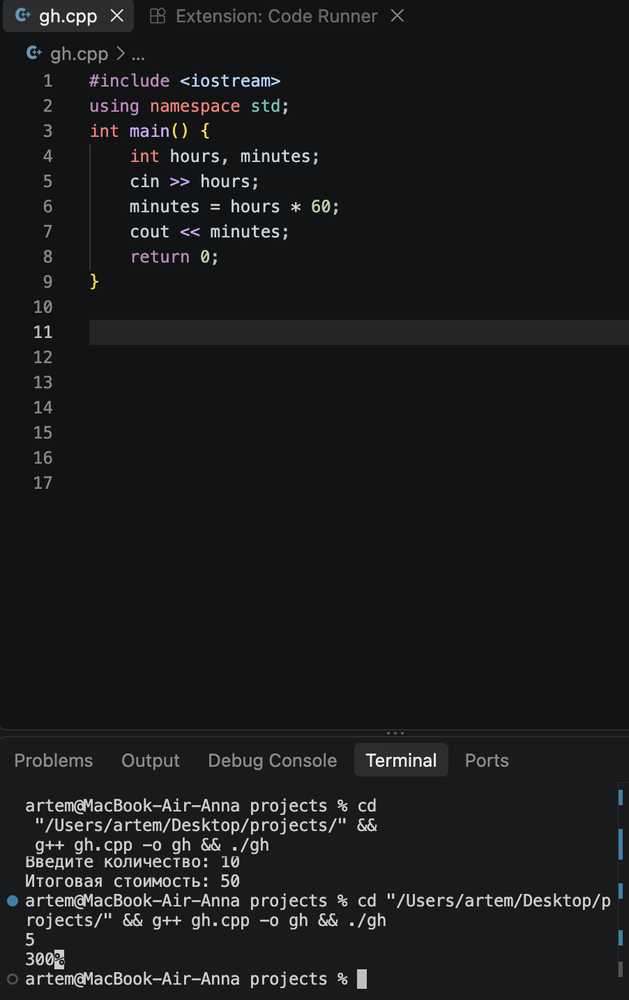 gh.cpp
Extension: Code Runner
gh.cpp > ...
1 #include <iostream>
2 using namespace std;
3 int main() {
4     int hours, minutes;
5     cin >> hours;
6     minutes = hours * 60;
7     cout << minutes;
8     return 0;
9 }
10
11
12
13
14
15
16
17
Problems Output Debug Console Terminal Ports
artem@MacBook-Air-Anna projects % cd
"/Users/artem/Desktop/projects/" &&
g++ gh.cpp -o gh && ./gh
Введите количество: 10
Итоговая стоимость: 50
artem@MacBook-Air-Anna projects % cd "/Users/artem/Desktop/p
rojects/" && g++ gh.cpp -o gh && ./gh
5
300%
artem@MacBook-Air-Anna projects %